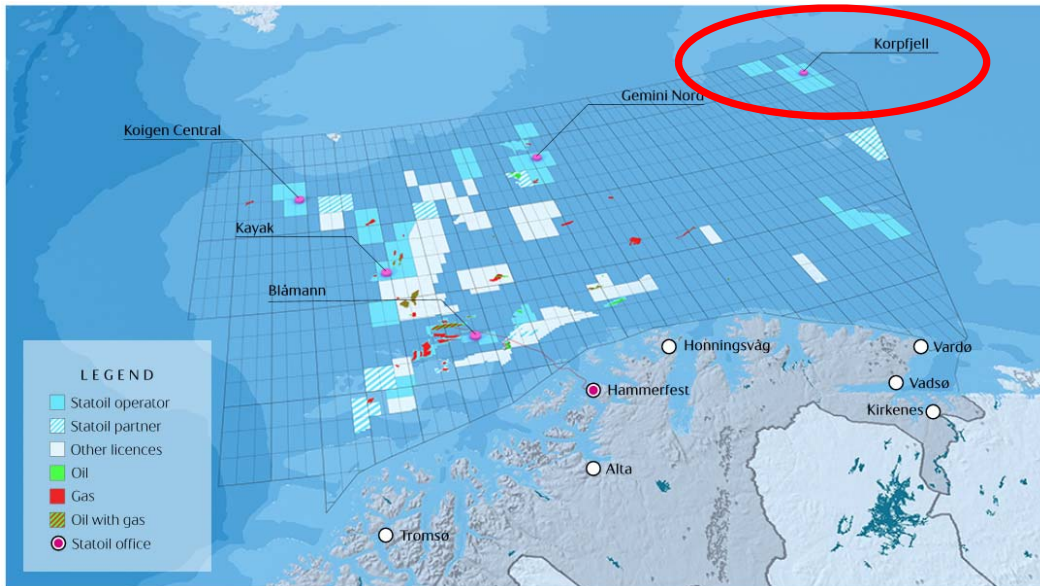 Korpfjell
Gemini Nord
Koigen Central
Kayak
Blåmann
Honningsvåg
Vardø
Hammerfest
Vadsø
Kirkenes
Alta
Tromsø
LEGEND
Statoil operator
Statoil partner
Other licences
Oil
Gas
Oil with gas
Statoil office